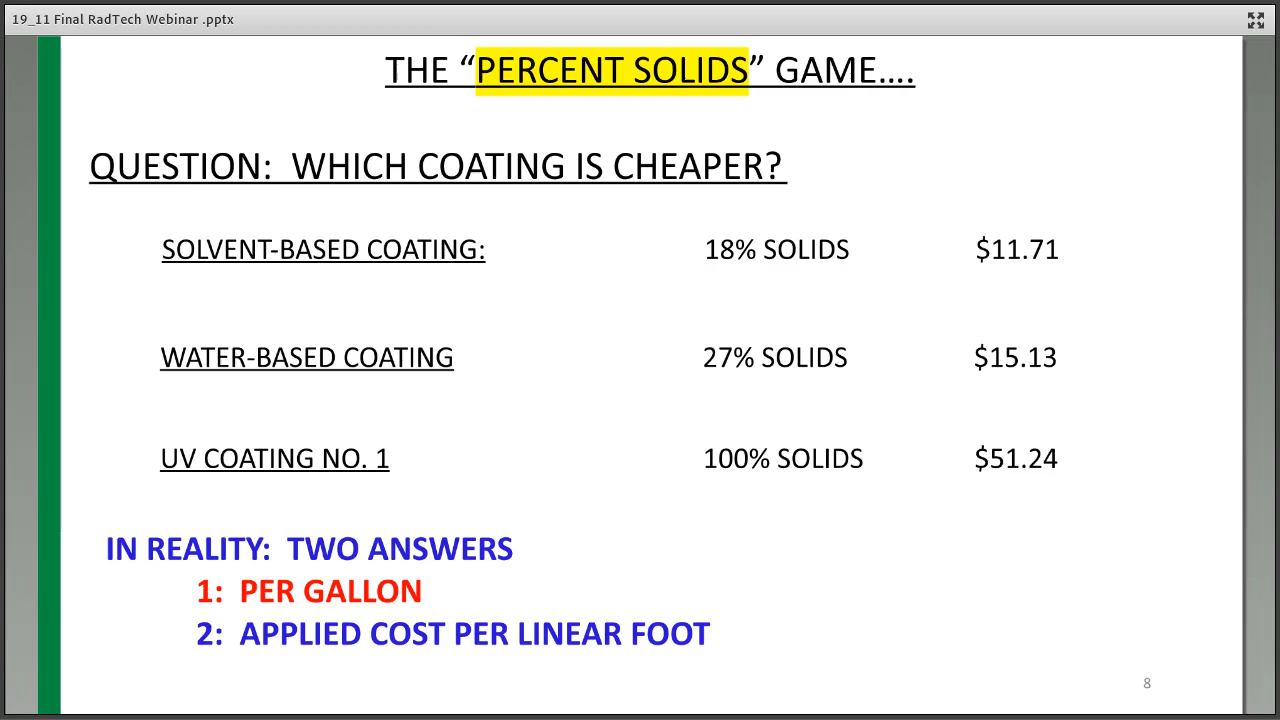 19_11 Final RadTech Webinar .pptx
THE “PERCENT SOLIDS” GAME….
QUESTION:  WHICH COATING IS CHEAPER?
SOLVENT-BASED COATING: 18% SOLIDS $11.71
WATER-BASED COATING 27% SOLIDS $15.13
UV COATING NO. 1 100% SOLIDS $51.24
IN REALITY:  TWO ANSWERS
1:  PER GALLON
2:  APPLIED COST PER LINEAR FOOT
8